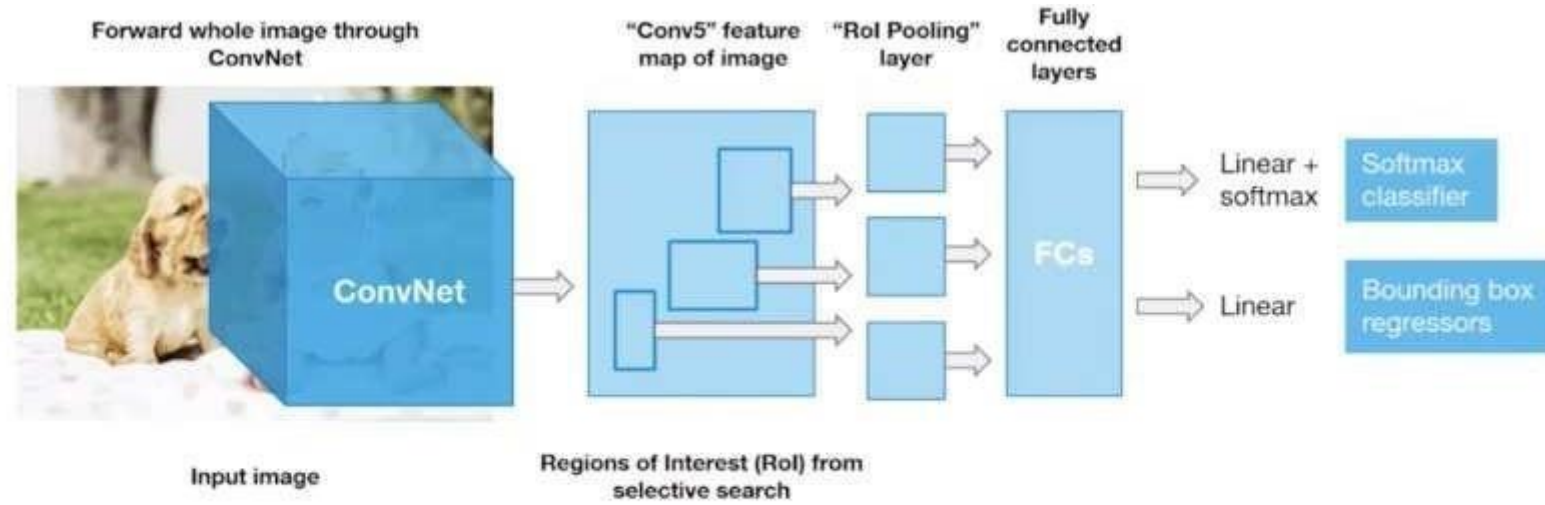 Forward whole image through
ConvNet
"Conv5" feature
map of image
"RoI Pooling"
layer
Fully
connected
layers
ConvNet
FCs
Linear +
softmax
Softmax
classifier
Linear
Bounding box
regressors
Input image
Regions of Interest (RoI) from
selective search